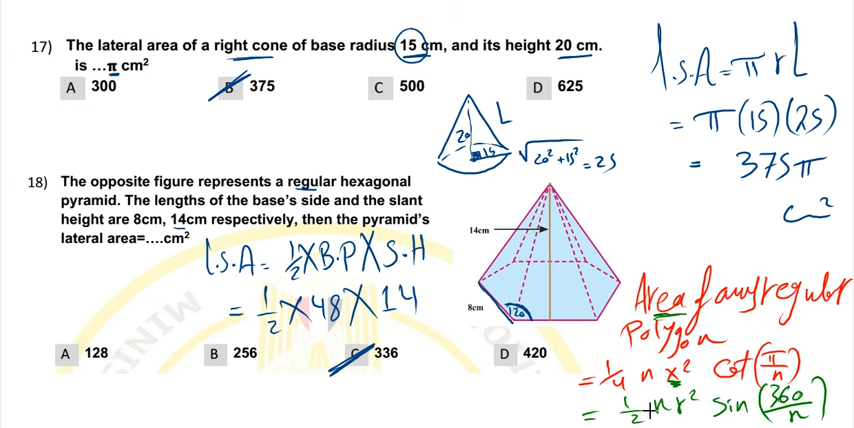 17) The lateral area of a right cone of base radius 15 cm, and its height 20 cm.
is …π cm²
A 300 B 375 C 500 D 625
20 15 L
√20² + 15² = 25
l.s.A = π r L
= π (15) (25)
= 375π
cm²
18) The opposite figure represents a regular hexagonal
pyramid. The lengths of the base's side and the slant
height are 8cm, 14cm respectively, then the pyramid's
lateral area=….cm²
l.s.A = 1/2 X B.P X S.H
= 1/2 X 48 X 14
14cm
8cm
120
A 128 B 256 C 336 D 420
Area of any regular
Polygon
= 1/4 n x² cot (π/n)
= 1/2 n r² sin (360/n)